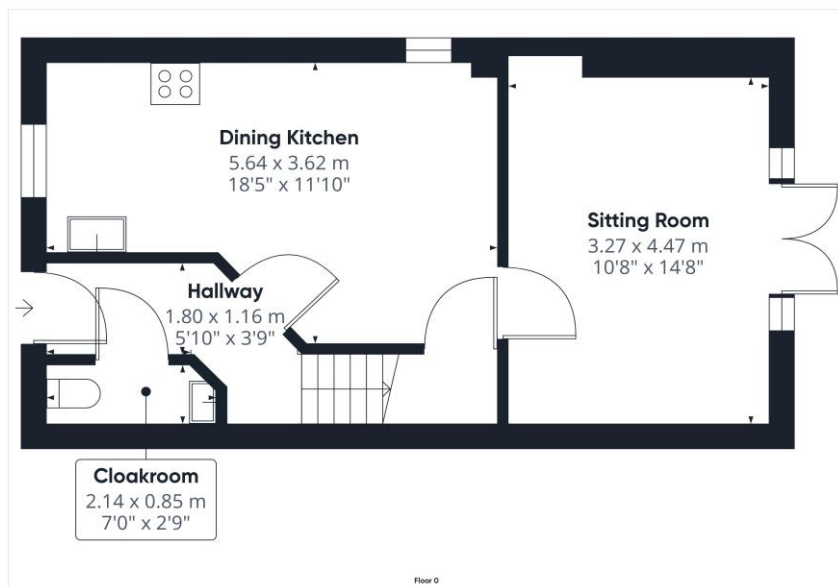 Dining Kitchen
5.64 x 3.62 m
18'5" x 11'10"
Sitting Room
3.27 x 4.47 m
10'8" x 14'8"
Hallway
1.80 x 1.16 m
5'10" x 3'9"
Cloakroom
2.14 x 0.85 m
7'0" x 2'9"
Floor 0